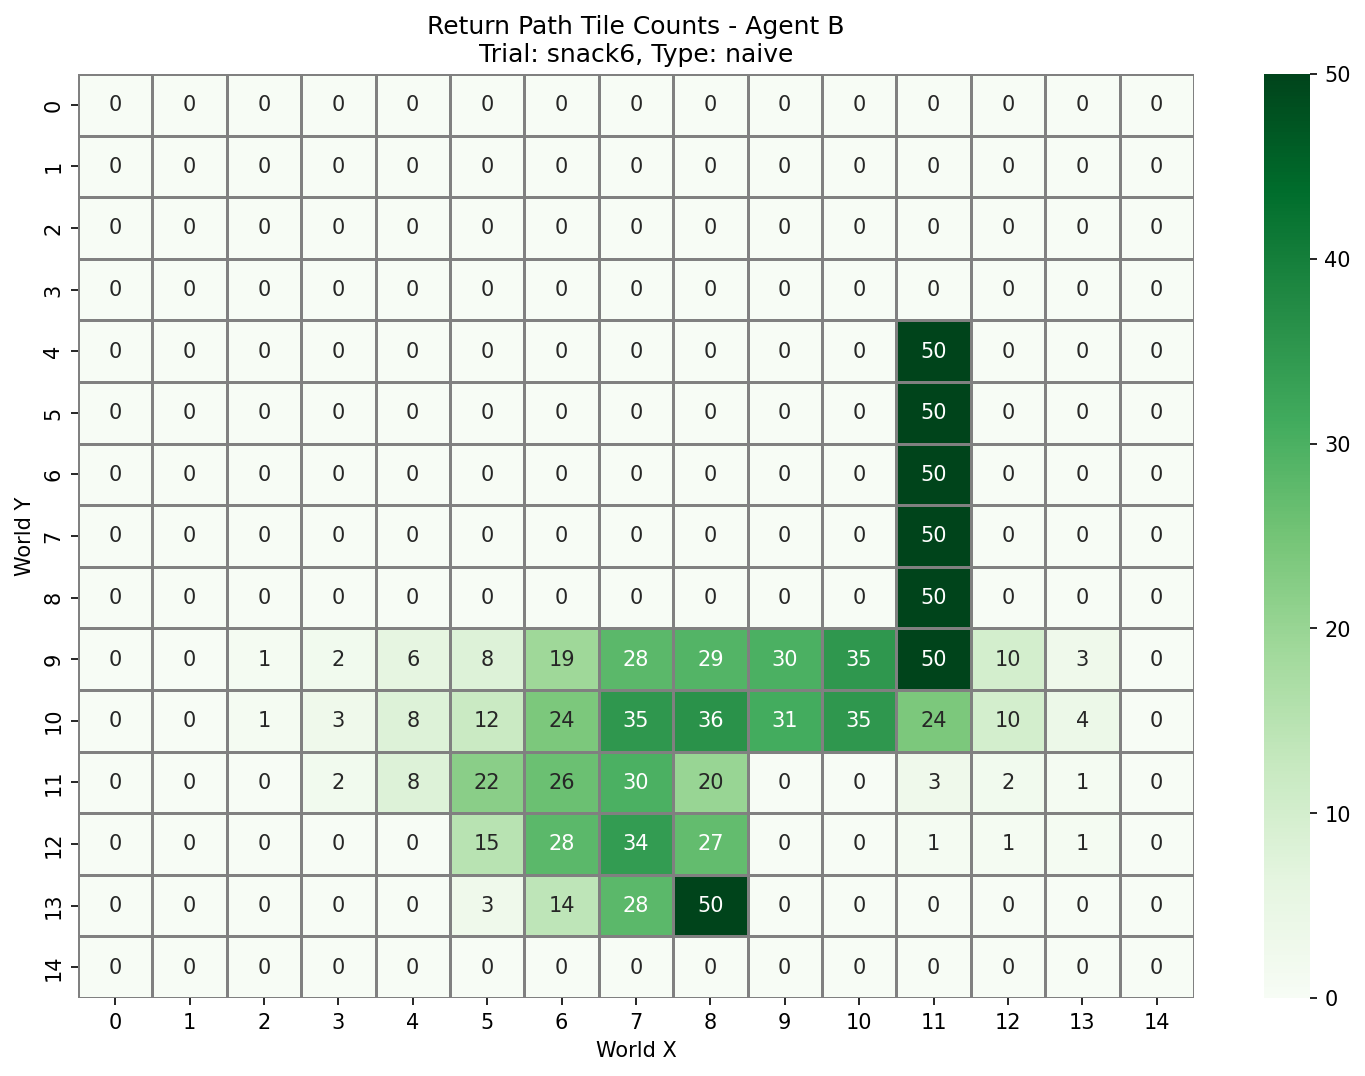 Return Path Tile Counts - Agent B
Trial: snack6, Type: naive
World Y
0 0 0 0 0 0 0 0 0 0 0 0 0 0 0 0
1 0 0 0 0 0 0 0 0 0 0 0 0 0 0 0
2 0 0 0 0 0 0 0 0 0 0 0 0 0 0 0
3 0 0 0 0 0 0 0 0 0 0 0 0 0 0 0
4 0 0 0 0 0 0 0 0 0 0 0 50 0 0 0
5 0 0 0 0 0 0 0 0 0 0 0 50 0 0 0
6 0 0 0 0 0 0 0 0 0 0 0 50 0 0 0
7 0 0 0 0 0 0 0 0 0 0 0 50 0 0 0
8 0 0 0 0 0 0 0 0 0 0 0 50 0 0 0
9 0 0 1 2 6 8 19 28 29 30 35 50 10 3 0
10 0 0 1 3 8 12 24 35 36 31 35 24 10 4 0
11 0 0 0 2 8 22 26 30 20 0 0 3 2 1 0
12 0 0 0 0 0 15 28 34 27 0 0 1 1 1 0
13 0 0 0 0 0 3 14 28 50 0 0 0 0 0 0
14 0 0 0 0 0 0 0 0 0 0 0 0 0 0 0
0 1 2 3 4 5 6 7 8 9 10 11 12 13 14
World X
50
40
30
20
10
0